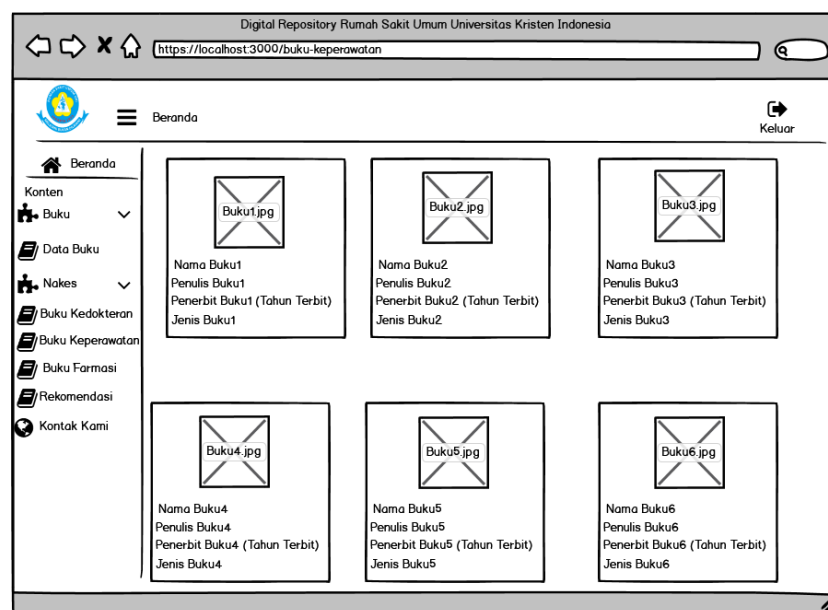 Digital Repository Rumah Sakit Umum Universitas Kristen Indonesia
https://localhost:3000/buku-keperawatan
Beranda
Keluar
Beranda
Konten
Buku
Data Buku
Nakes
Buku Kedokteran
Buku Keperawatan
Buku Farmasi
Rekomendasi
Kontak Kami
Buku1.jpg
Nama Buku1
Penulis Buku1
Penerbit Buku1 (Tahun Terbit)
Jenis Buku1
Buku2.jpg
Nama Buku2
Penulis Buku2
Penerbit Buku2 (Tahun Terbit)
Jenis Buku2
Buku3.jpg
Nama Buku3
Penulis Buku3
Penerbit Buku3 (Tahun Terbit)
Jenis Buku3
Buku4.jpg
Nama Buku4
Penulis Buku4
Penerbit Buku4 (Tahun Terbit)
Jenis Buku4
Buku5.jpg
Nama Buku5
Penulis Buku5
Penerbit Buku5 (Tahun Terbit)
Jenis Buku5
Buku6.jpg
Nama Buku6
Penulis Buku6
Penerbit Buku6 (Tahun Terbit)
Jenis Buku6